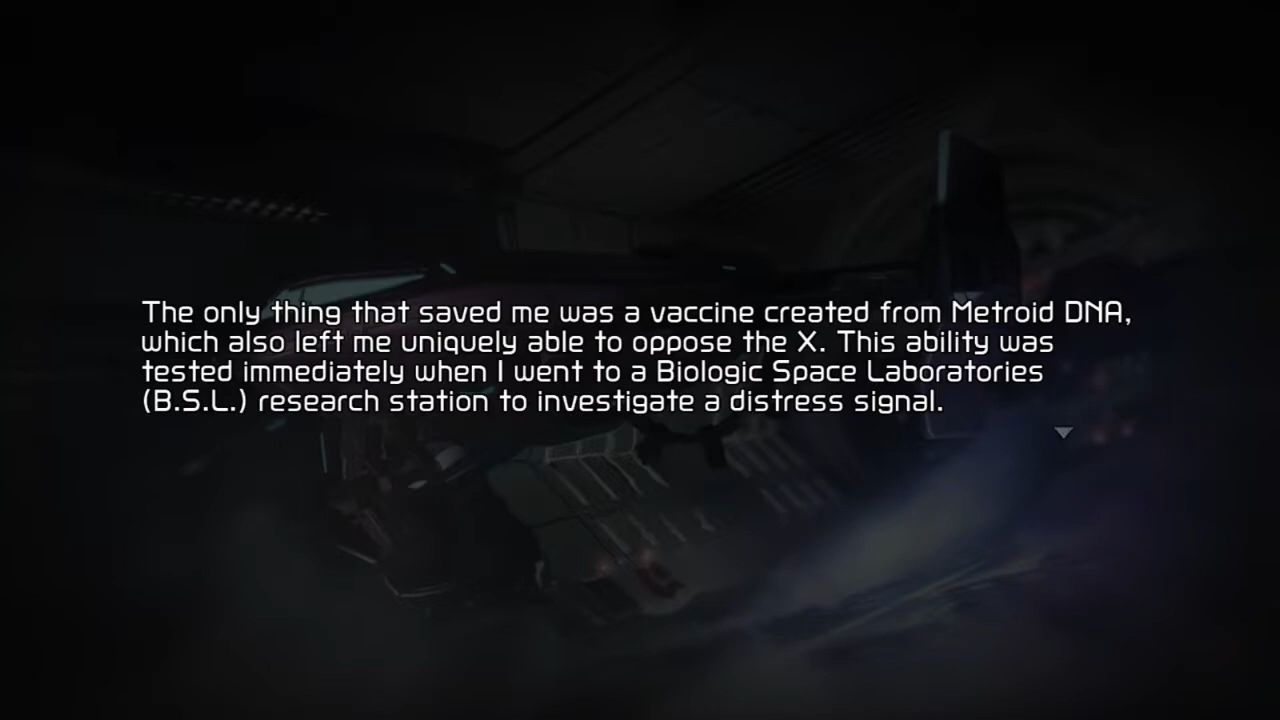 The only thing that saved me was a vaccine created from Metroid DNA,
which also left me uniquely able to oppose the X. This ability was
tested immediately when I went to a Biologic Space Laboratories
(B.S.L.) research station to investigate a distress signal.